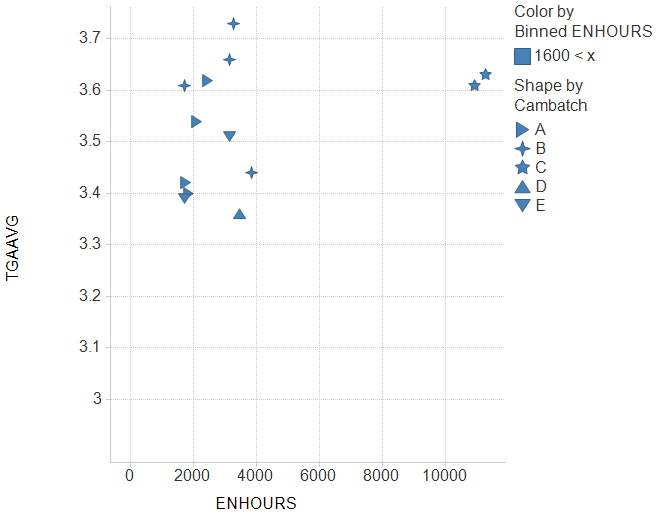 Color by
Binned ENHOURS
1600 < x
Shape by
Cambatch
A
B
C
D
E
TGAAVG
3.7
3.6
3.5
3.4
3.3
3.2
3.1
3
0 2000 4000 6000 8000 10000
ENHOURS